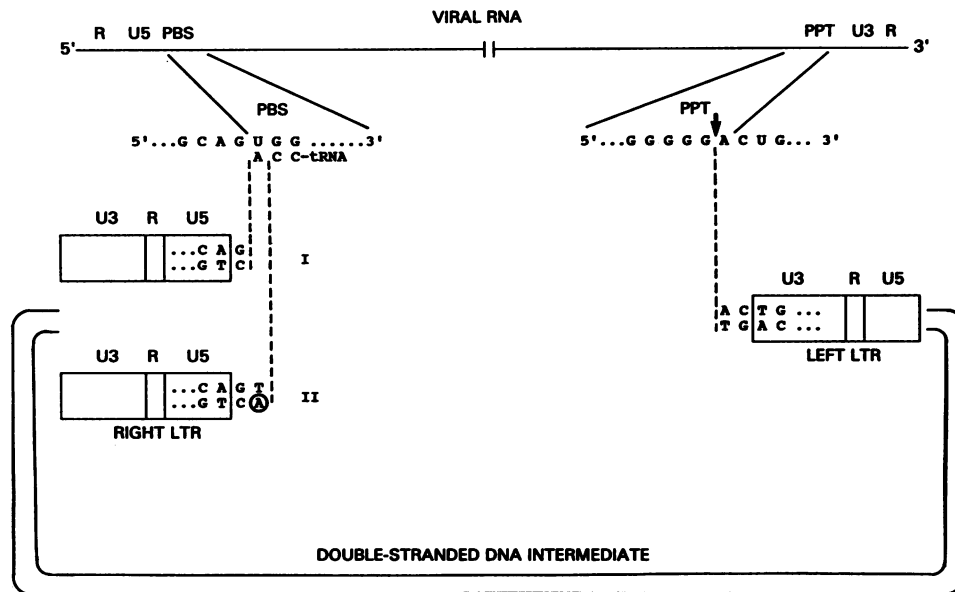 VIRAL RNA
R U5 PBS
PPT U3 R
5' 3'
PBS
PPT
5'...G C A G U G G ......3'
A C C-tRNA
5'...G G G G G A C U G... 3'
U3 R U5
...C A G
...G T C
I
U3 R U5
A C T G ...
T G A C ...
LEFT LTR
U3 R U5
...C A G T
...G T C A
II
RIGHT LTR
DOUBLE-STRANDED DNA INTERMEDIATE